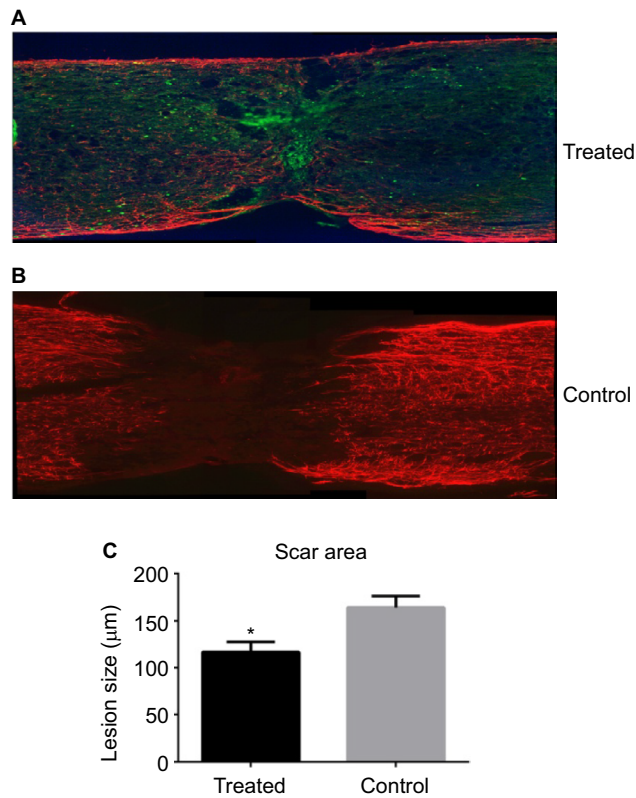 A
Treated
B
Control
C
Scar area
Lesion size (μm)
200
150
100
50
0
*
Treated
Control